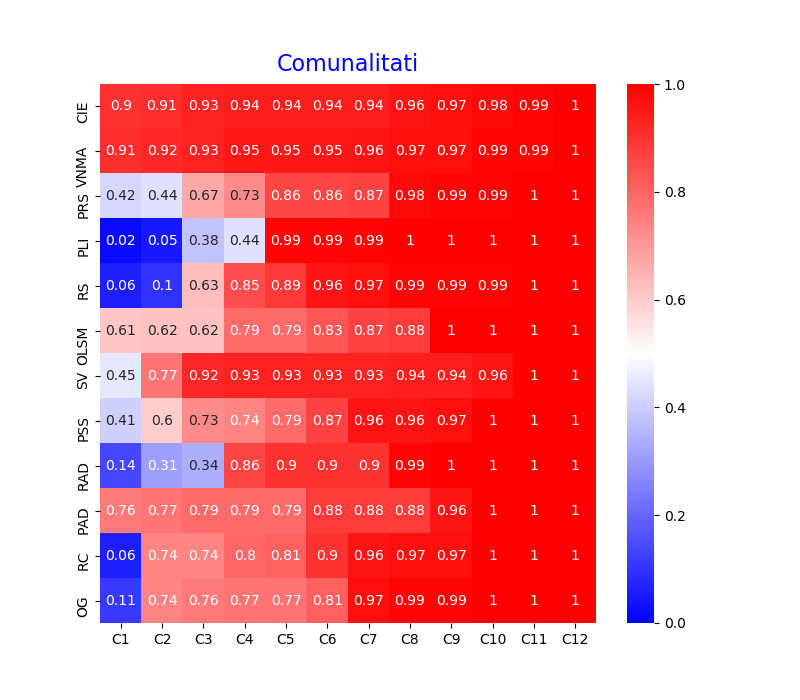 Comunalitati
CIE 0.9 0.91 0.93 0.94 0.94 0.94 0.94 0.96 0.97 0.98 0.99 1
VNMA 0.91 0.92 0.93 0.95 0.95 0.95 0.96 0.97 0.97 0.99 0.99 1
PRS 0.42 0.44 0.67 0.73 0.86 0.86 0.87 0.98 0.99 0.99 1 1
PLI 0.02 0.05 0.38 0.44 0.99 0.99 0.99 1 1 1 1 1
RS 0.06 0.1 0.63 0.85 0.89 0.96 0.97 0.99 0.99 0.99 1 1
OLSM 0.61 0.62 0.62 0.79 0.79 0.83 0.87 0.88 1 1 1 1
SV 0.45 0.77 0.92 0.93 0.93 0.93 0.93 0.94 0.94 0.96 1 1
PSS 0.41 0.6 0.73 0.74 0.79 0.87 0.96 0.96 0.97 1 1 1
RAD 0.14 0.31 0.34 0.86 0.9 0.9 0.9 0.99 1 1 1 1
PAD 0.76 0.77 0.79 0.79 0.79 0.88 0.88 0.88 0.96 1 1 1
RC 0.06 0.74 0.74 0.8 0.81 0.9 0.96 0.97 0.97 1 1 1
OG 0.11 0.74 0.76 0.77 0.77 0.81 0.97 0.99 0.99 1 1 1
C1 C2 C3 C4 C5 C6 C7 C8 C9 C10 C11 C12
1.0
0.8
0.6
0.4
0.2
0.0